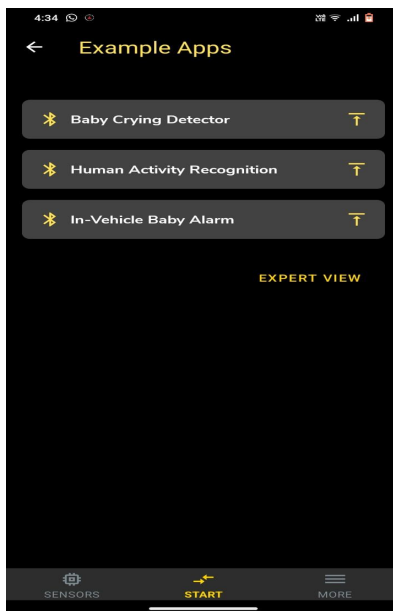 4:34
Example Apps
Baby Crying Detector
Human Activity Recognition
In-Vehicle Baby Alarm
EXPERT VIEW
SENSORS START MORE